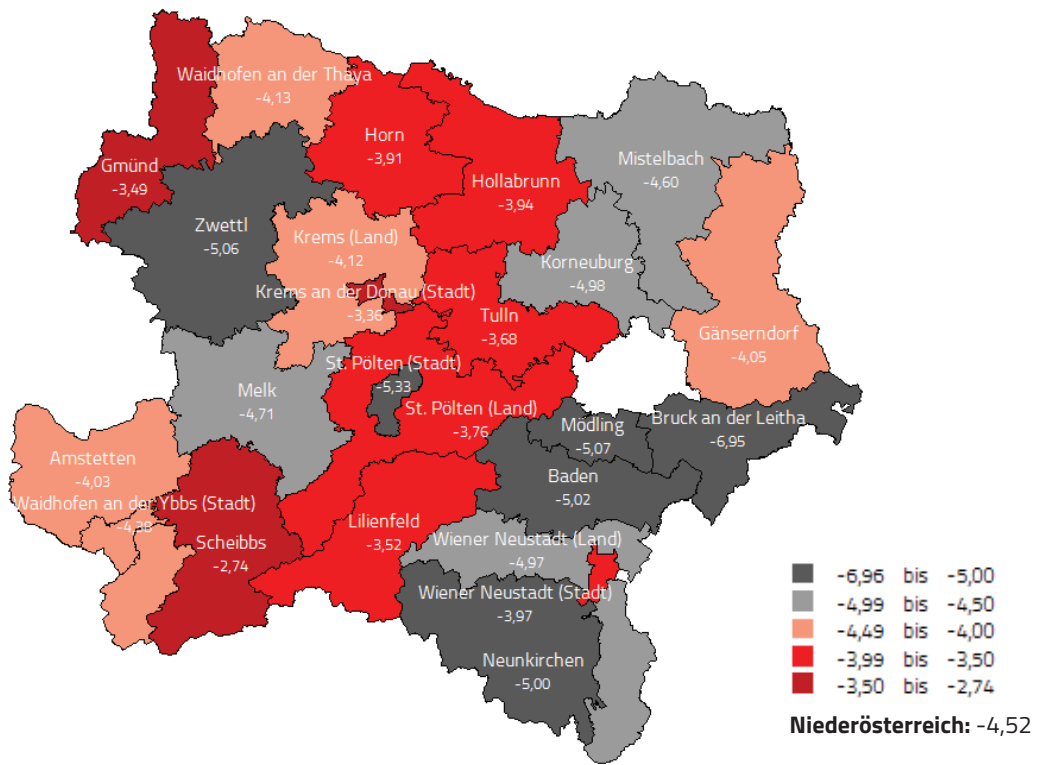 Waidhofen an der Thaya
-4,13
Horn
-3,91
Gmünd
-3,49
Hollabrunn
-3,94
Mistelbach
-4,60
Zwettl
-5,06
Krems (Land)
-4,12
Korneuburg
-4,98
Krems an der Donau (Stadt)
-3,36
Tulln
-3,68
Gänserndorf
-4,05
St. Pölten (Stadt)
-5,33
Melk
-4,71
St. Pölten (Land)
-3,76
Mödling
-5,07
Bruck an der Leitha
-6,95
Amstetten
-4,03
Baden
-5,02
Waidhofen an der Ybbs (Stadt)
-4,38
Lilienfeld
-3,52
Scheibbs
-2,74
Wiener Neustadt (Land)
-4,97
Wiener Neustadt (Stadt)
-3,97
Neunkirchen
-5,00
-6,96 bis -5,00
-4,99 bis -4,50
-4,49 bis -4,00
-3,99 bis -3,50
-3,50 bis -2,74
Niederösterreich: -4,52